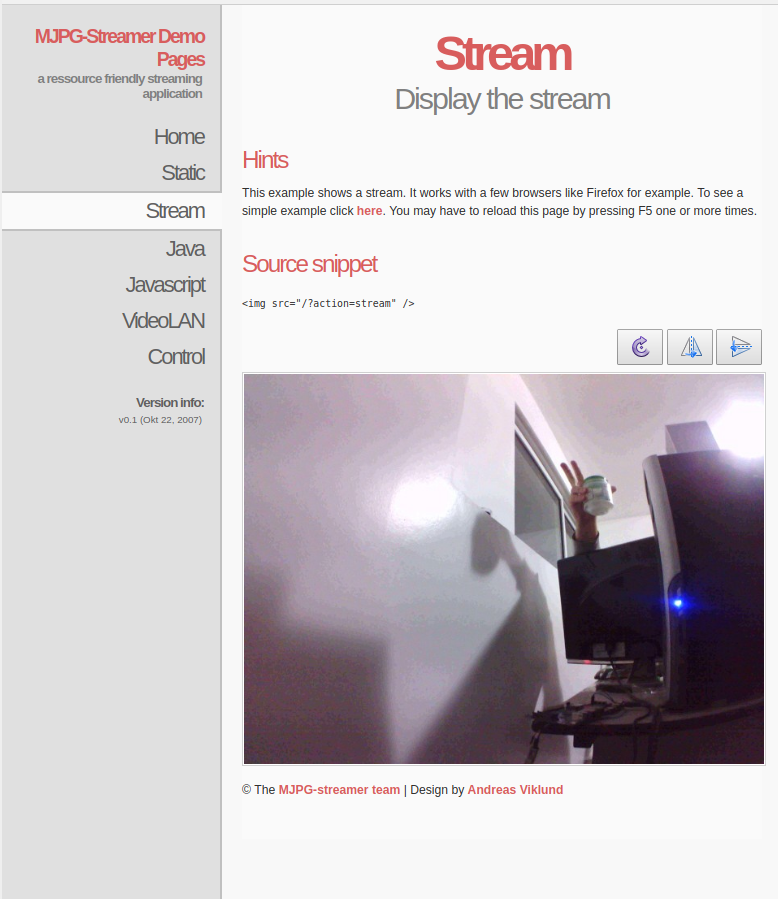 MJPG-Streamer Demo
Pages
a ressource friendly streaming
application
Home
Static
Stream
Java
Javascript
VideoLAN
Control
Version info:
v0.1 (Okt 22, 2007)
Stream
Display the stream
Hints
This example shows a stream. It works with a few browsers like Firefox for example. To see a
simple example click here. You may have to reload this page by pressing F5 one or more times.
Source snippet
<img src="/?action=stream" />
© The MJPG-streamer team | Design by Andreas Viklund